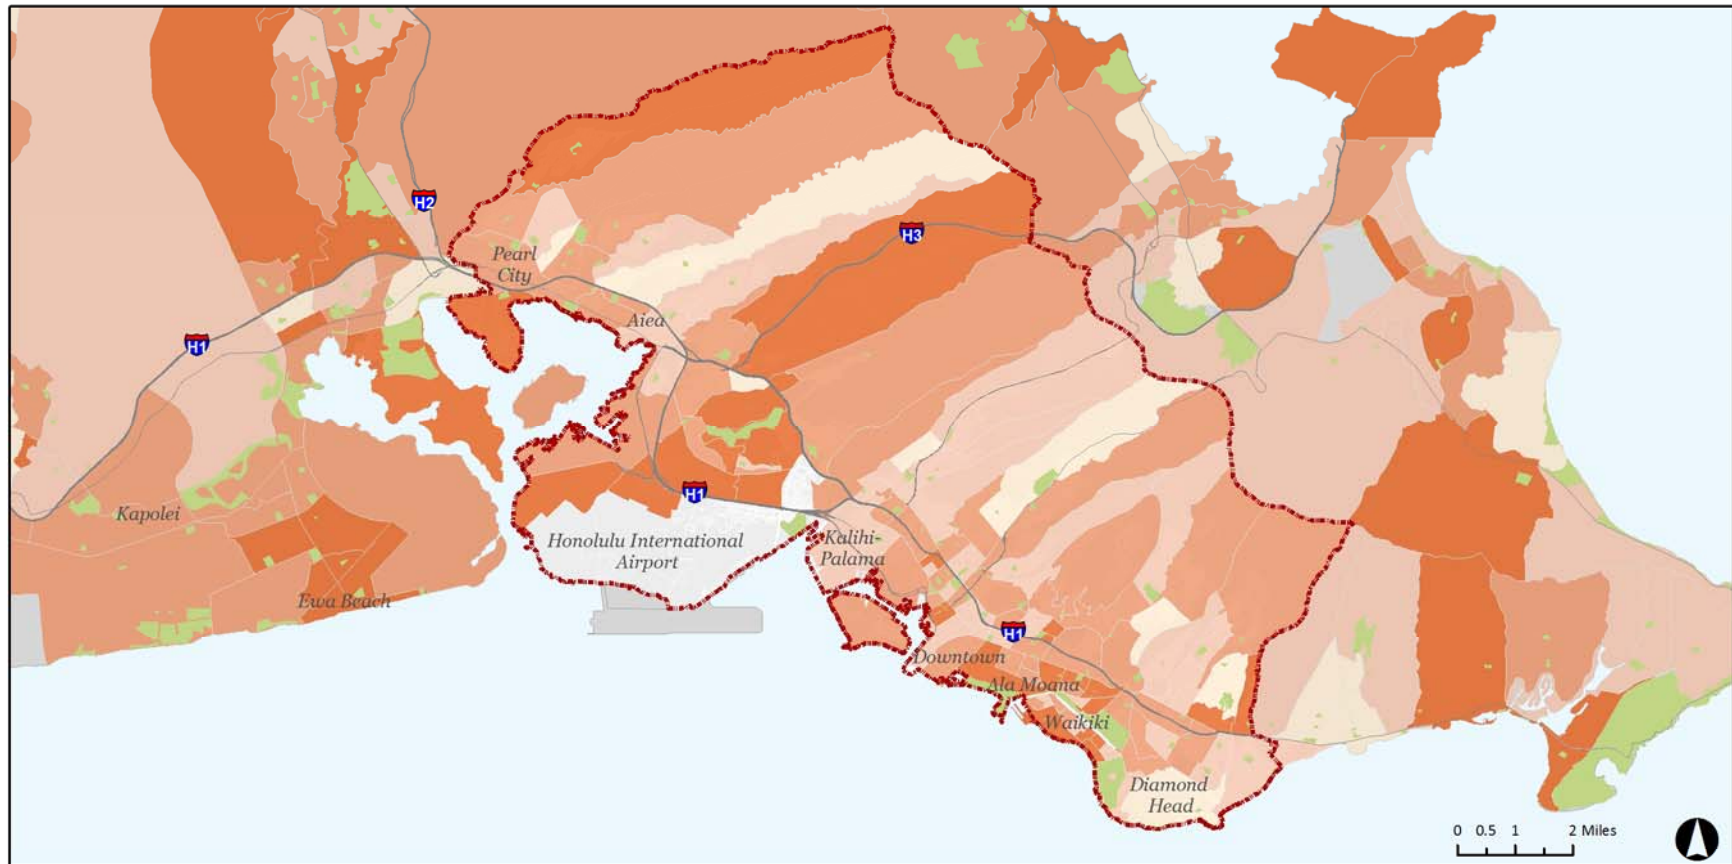 H2
H3
Pearl
City
Aiea
H1
H1
Kapolei
Honolulu International
Airport
Kalihi-
Palama
Ewa Beach
H1
Downtown
Ala Moana
Waikiki
Diamond
Head
0 0.5 1 2 Miles